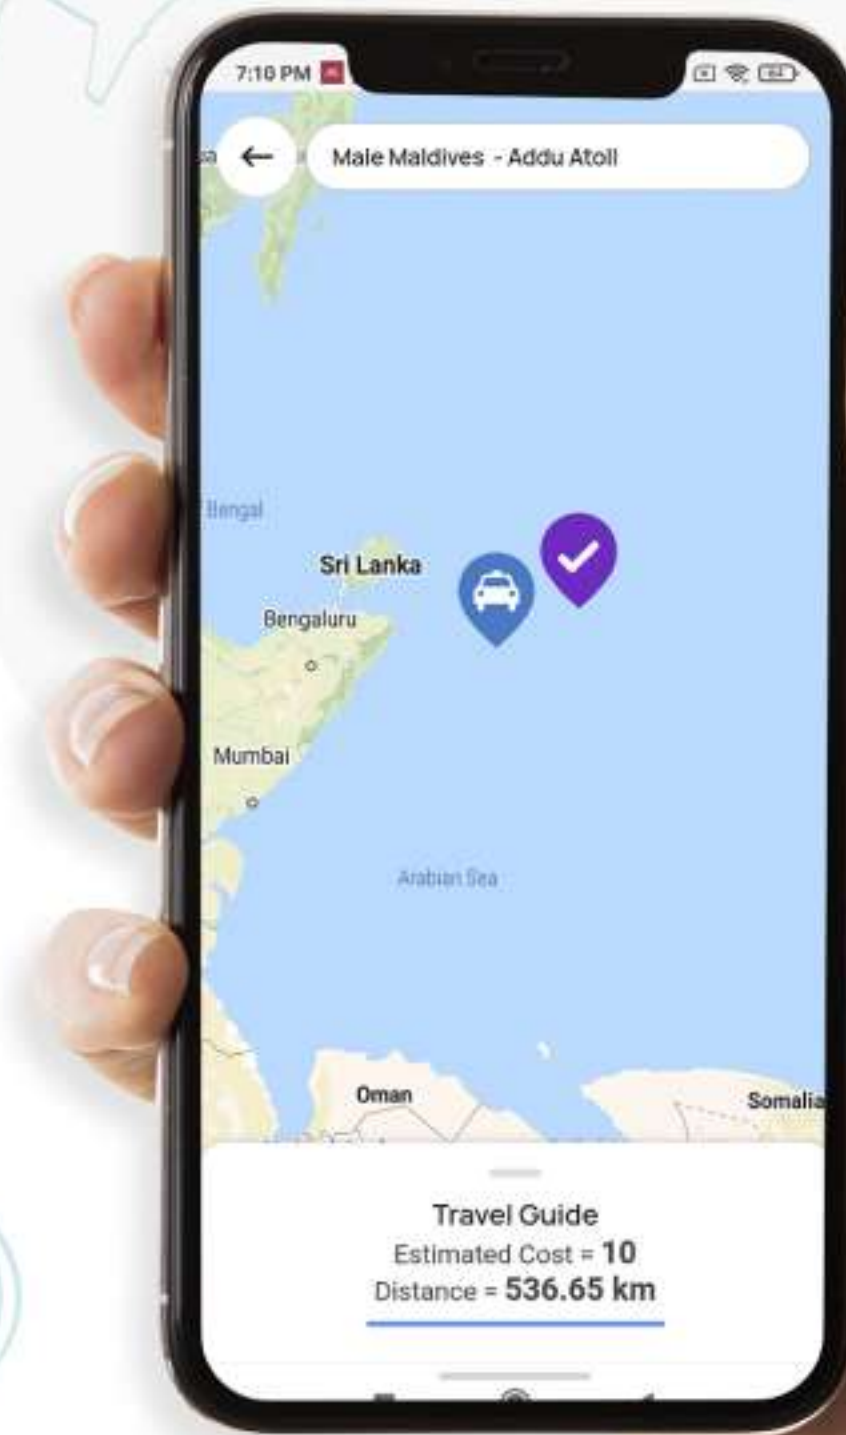 7:10 PM
64
Male Maldives - Addu Atoll
Bengal
Sri Lanka
Bengaluru
Mumbai
Arabian Sea
Oman
Somalia
Travel Guide
Estimated Cost = 10
Distance = 536.65 km